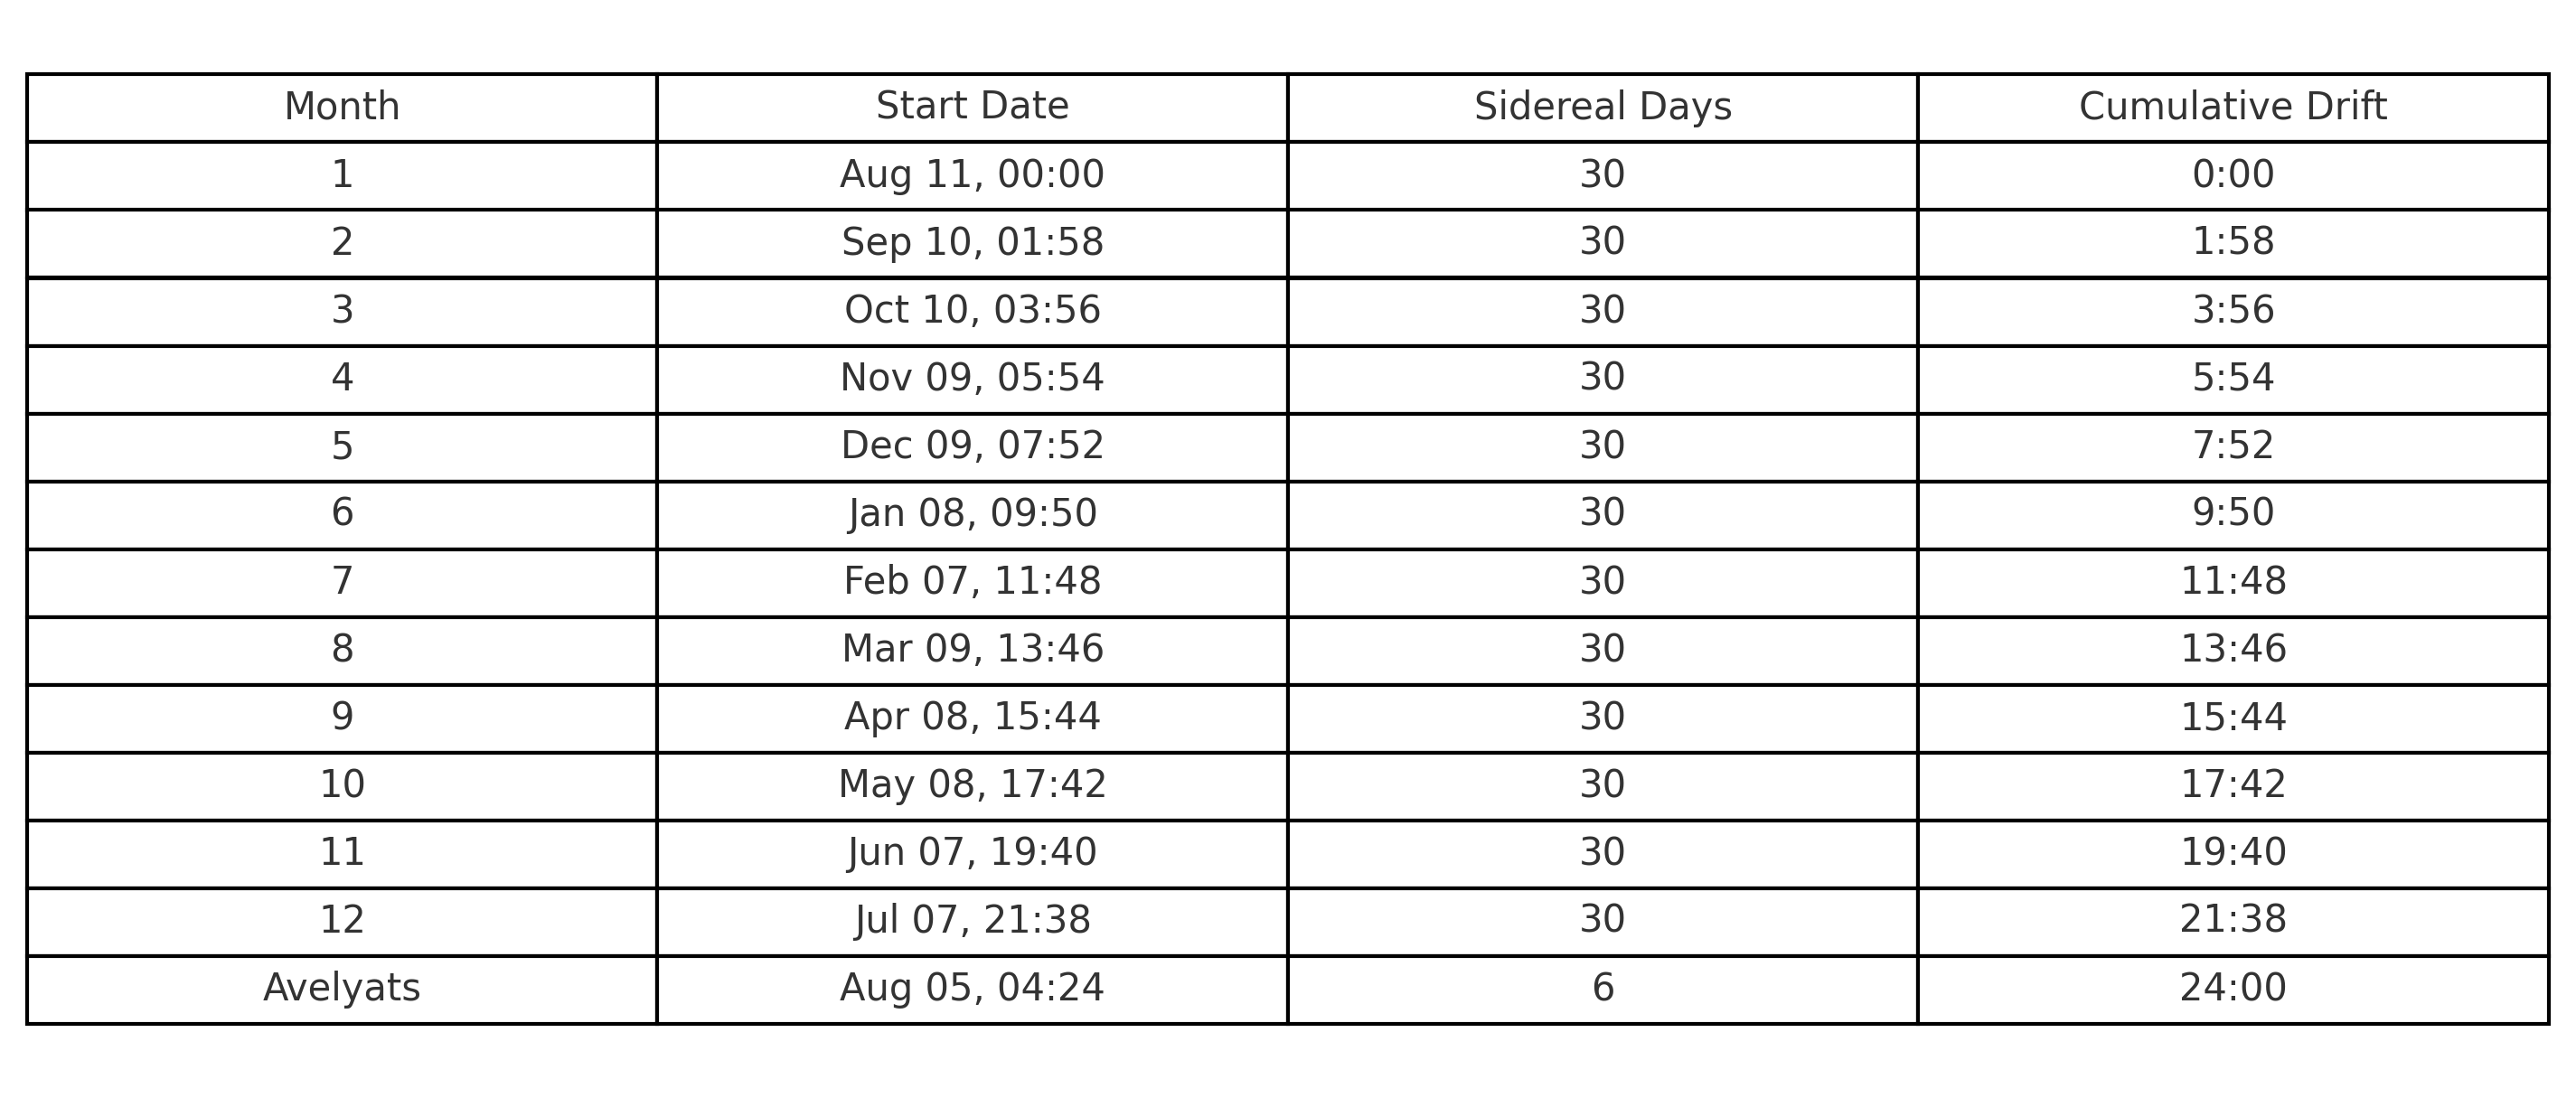 Month Start Date Sidereal Days Cumulative Drift
1 Aug 11, 00:00 30 0:00
2 Sep 10, 01:58 30 1:58
3 Oct 10, 03:56 30 3:56
4 Nov 09, 05:54 30 5:54
5 Dec 09, 07:52 30 7:52
6 Jan 08, 09:50 30 9:50
7 Feb 07, 11:48 30 11:48
8 Mar 09, 13:46 30 13:46
9 Apr 08, 15:44 30 15:44
10 May 08, 17:42 30 17:42
11 Jun 07, 19:40 30 19:40
12 Jul 07, 21:38 30 21:38
Avelyats Aug 05, 04:24 6 24:00